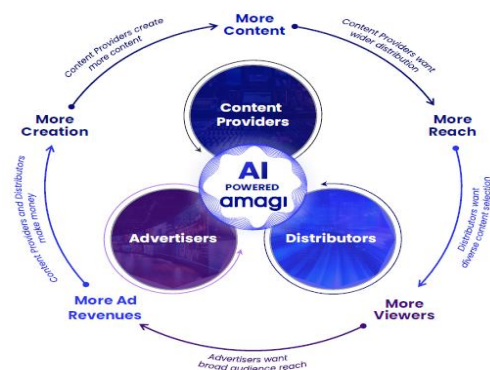 More
Content
Content Providers create
more content
Content Providers want
wider distribution
Content
Providers
More
Creation
More
Reach
AI
POWERED
amagi
Content Providers and Distributors
make money
Distributors want
diverse content selection
Advertisers
Distributors
More Ad
Revenues
More
Viewers
Advertisers want
broad audience reach